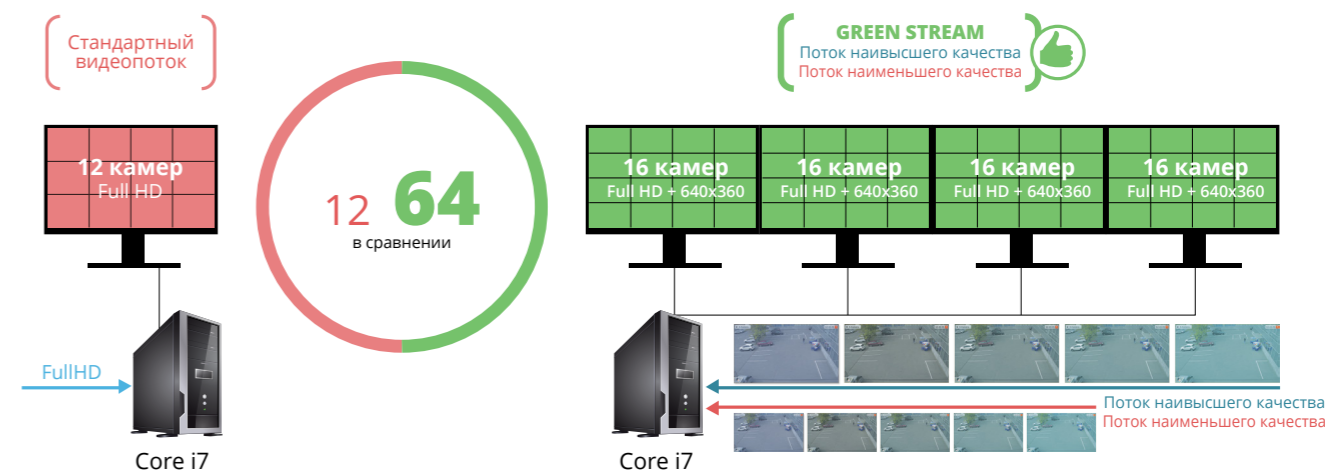 Стандартный
видеопоток
GREEN STREAM
Поток наивысшего качества
Поток наименьшего качества
12 камер
Full HD
12 64
в сравнении
16 камер
Full HD + 640x360
16 камер
Full HD + 640x360
16 камер
Full HD + 640x360
16 камер
Full HD + 640x360
FullHD
Core i7
Поток наивысшего качества
Поток наименьшего качества
Core i7